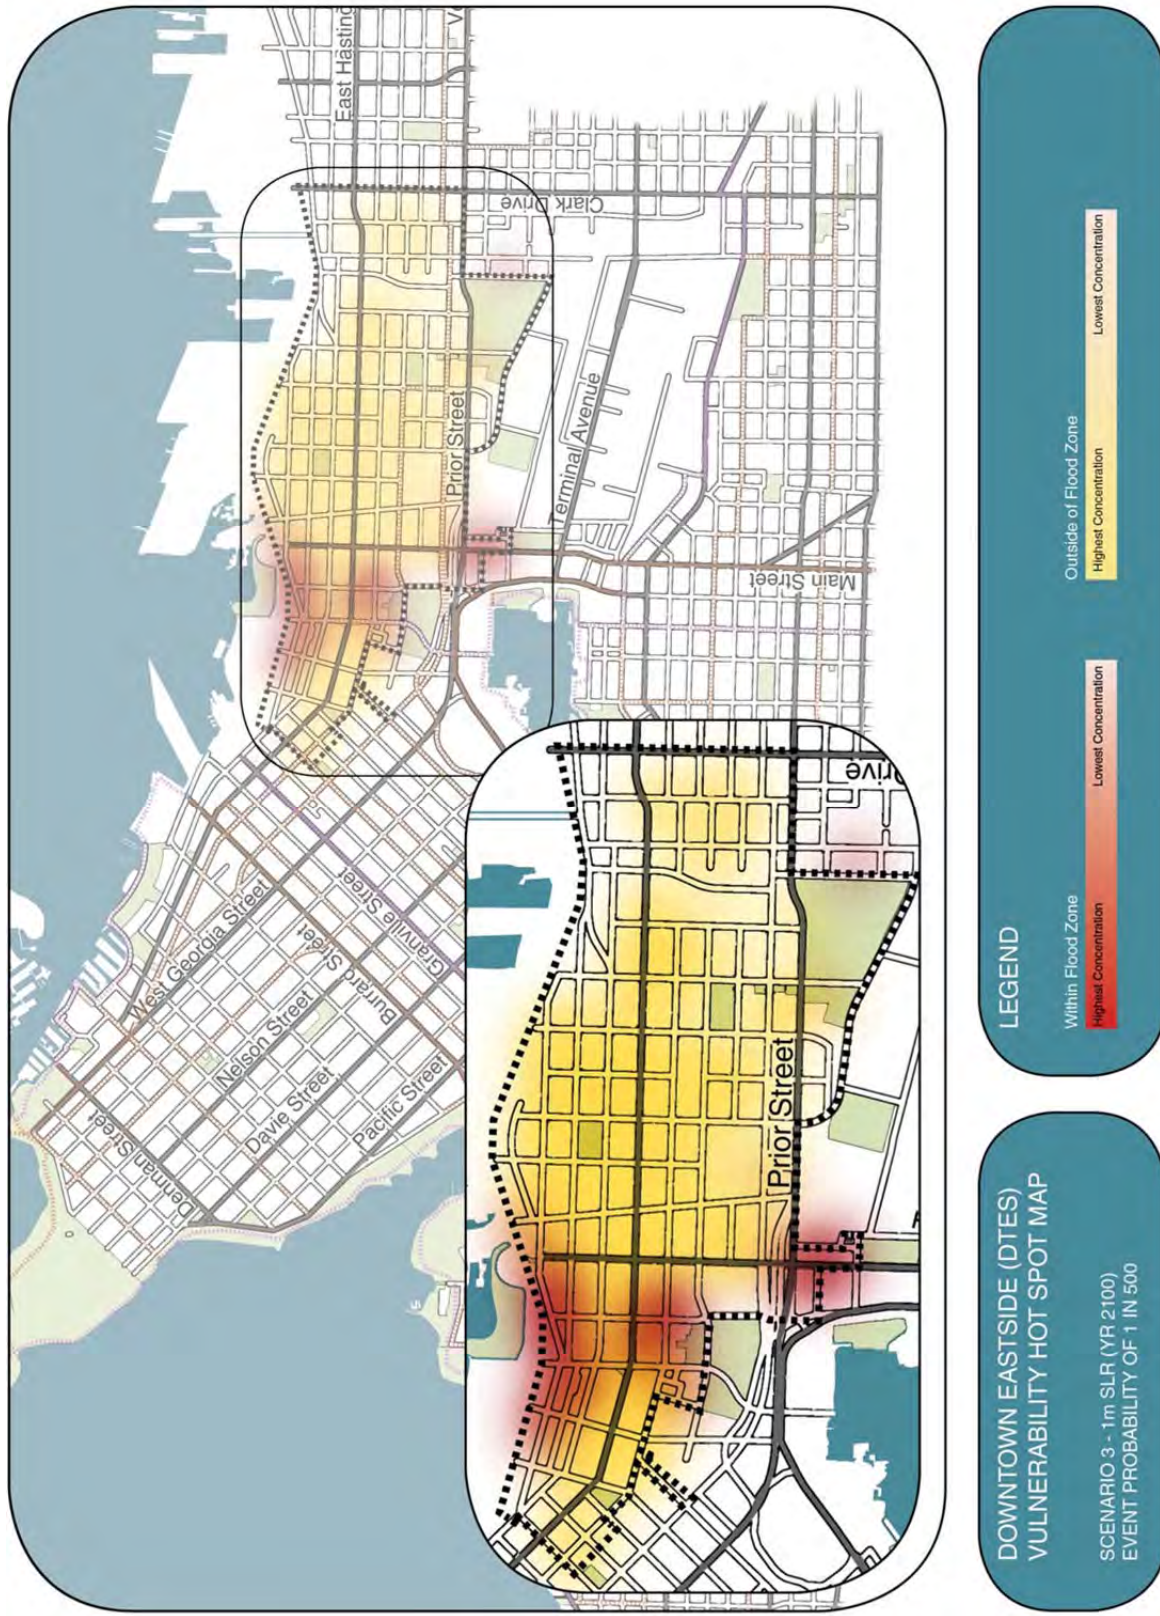 DOWNTOWN EASTSIDE (DTES)
VULNERABILITY HOT SPOT MAP
SCENARIO 3 - 1m SLR (YR 2100)
EVENT PROBABILITY OF 1 IN 500
LEGEND
Within Flood Zone
Highest Concentration
Lowest Concentration
Outside of Flood Zone
Highest Concentration
Lowest Concentration
Denman Street
West Georgia Street
Nelson Street
Davie Street
Pacific Street
Burrard Street
Granville Street
East Hasting
Prior Street
Clark Drive
Terminal Avenue
Main Street
Prior Street
Drive